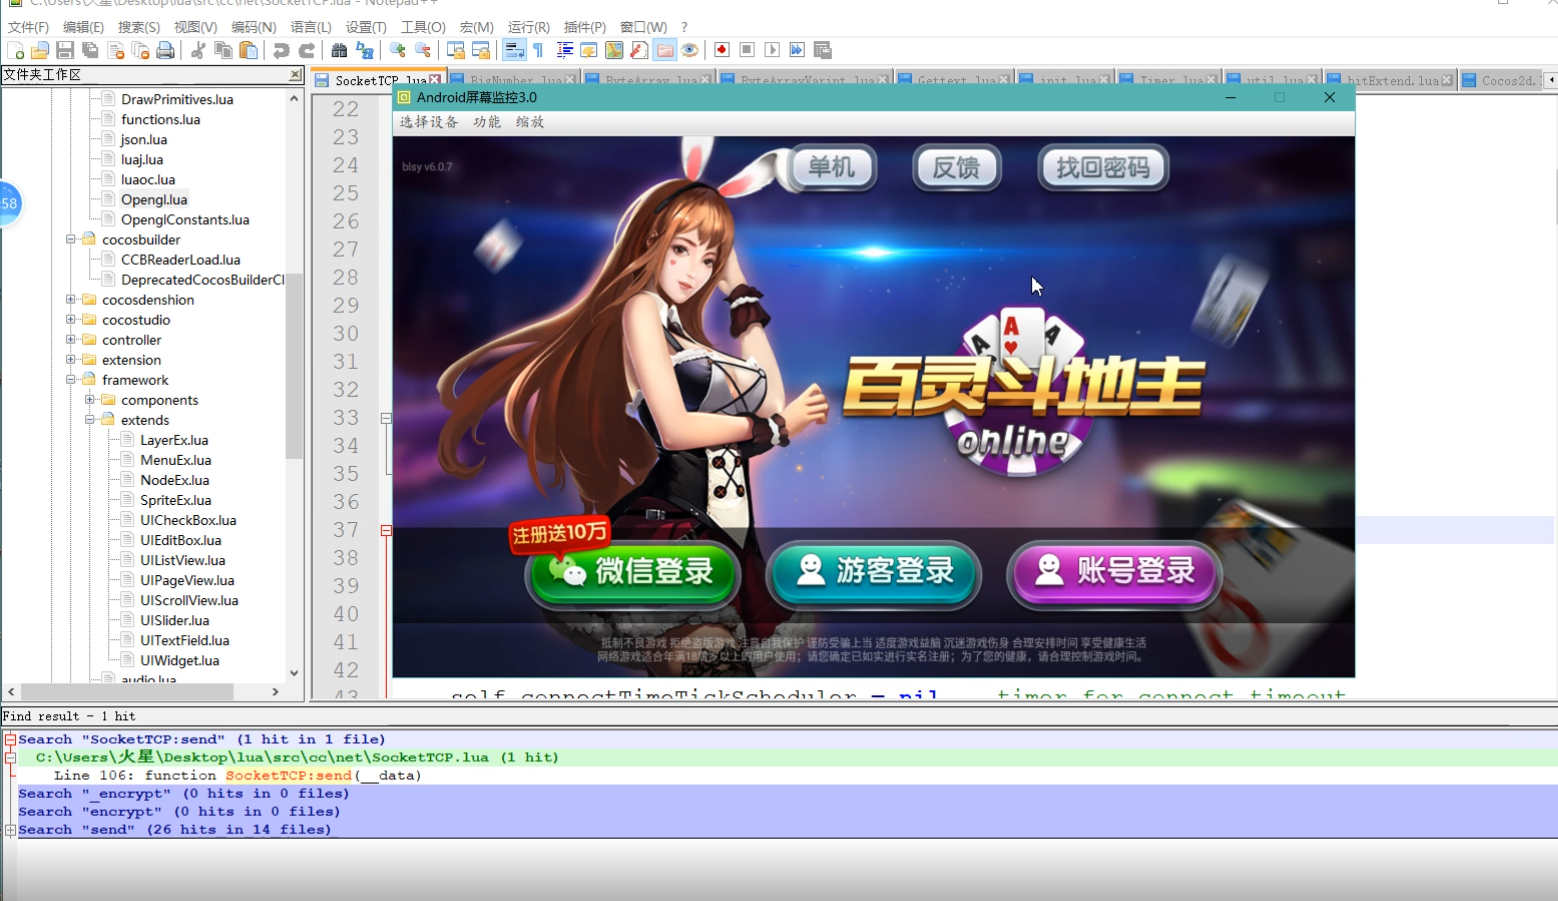 C:\Users\火星\Desktop\lua\src\cc\net\SocketTCP.lua - Notepad++
文件(F) 编辑(E) 搜索(S) 视图(V) 编码(N) 语言(L) 设置(T) 工具(O) 宏(M) 运行(R) 插件(P) 窗口(W) ?
文件夹工作区
SocketTCP.lua BigNumber.lua ByteArray.lua ByteArrayVarint.lua Gettext.lua init.lua Timer.lua util.lua bitExtend.lua Cocos2d.
58
DrawPrimitives.lua
functions.lua
json.lua
luaj.lua
luaoc.lua
Opengl.lua
OpenglConstants.lua
cocosbuilder
CCBReaderLoad.lua
DeprecatedCocosBuilderCl
cocosdenshion
cocostudio
controller
extension
framework
components
extends
LayerEx.lua
MenuEx.lua
NodeEx.lua
SpriteEx.lua
UICheckBox.lua
UIEditBox.lua
UIListView.lua
UIPageView.lua
UIScrollView.lua
UISlider.lua
UITextField.lua
UIWidget.lua
audio.lua
22
23
24
25
26
27
28
29
30
31
32
33
34
35
36
37
38
39
40
41
42
43
self.connectTimeTickScheduler = nil -- timer for connect timeout
Android屏幕监控3.0
选择设备 功能 缩放
blsy v6.0.7
单机 反馈 找回密码
A A A
百灵斗地主
online
注册送10万
微信登录 游客登录 账号登录
抵制不良游戏 拒绝盗版游戏 注意自我保护 谨防受骗上当 适度游戏益脑 沉迷游戏伤身 合理安排时间 享受健康生活
网络游戏适合年满18周岁以上的用户使用；请您确定已如实进行实名注册；为了您的健康，请合理控制游戏时间。
Find result - 1 hit
Search "SocketTCP:send" (1 hit in 1 file)
C:\Users\火星\Desktop\lua\src\cc\net\SocketTCP.lua (1 hit)
Line 106: function SocketTCP:send(__data)
Search "_encrypt" (0 hits in 0 files)
Search "encrypt" (0 hits in 0 files)
Search "send" (26 hits in 14 files)